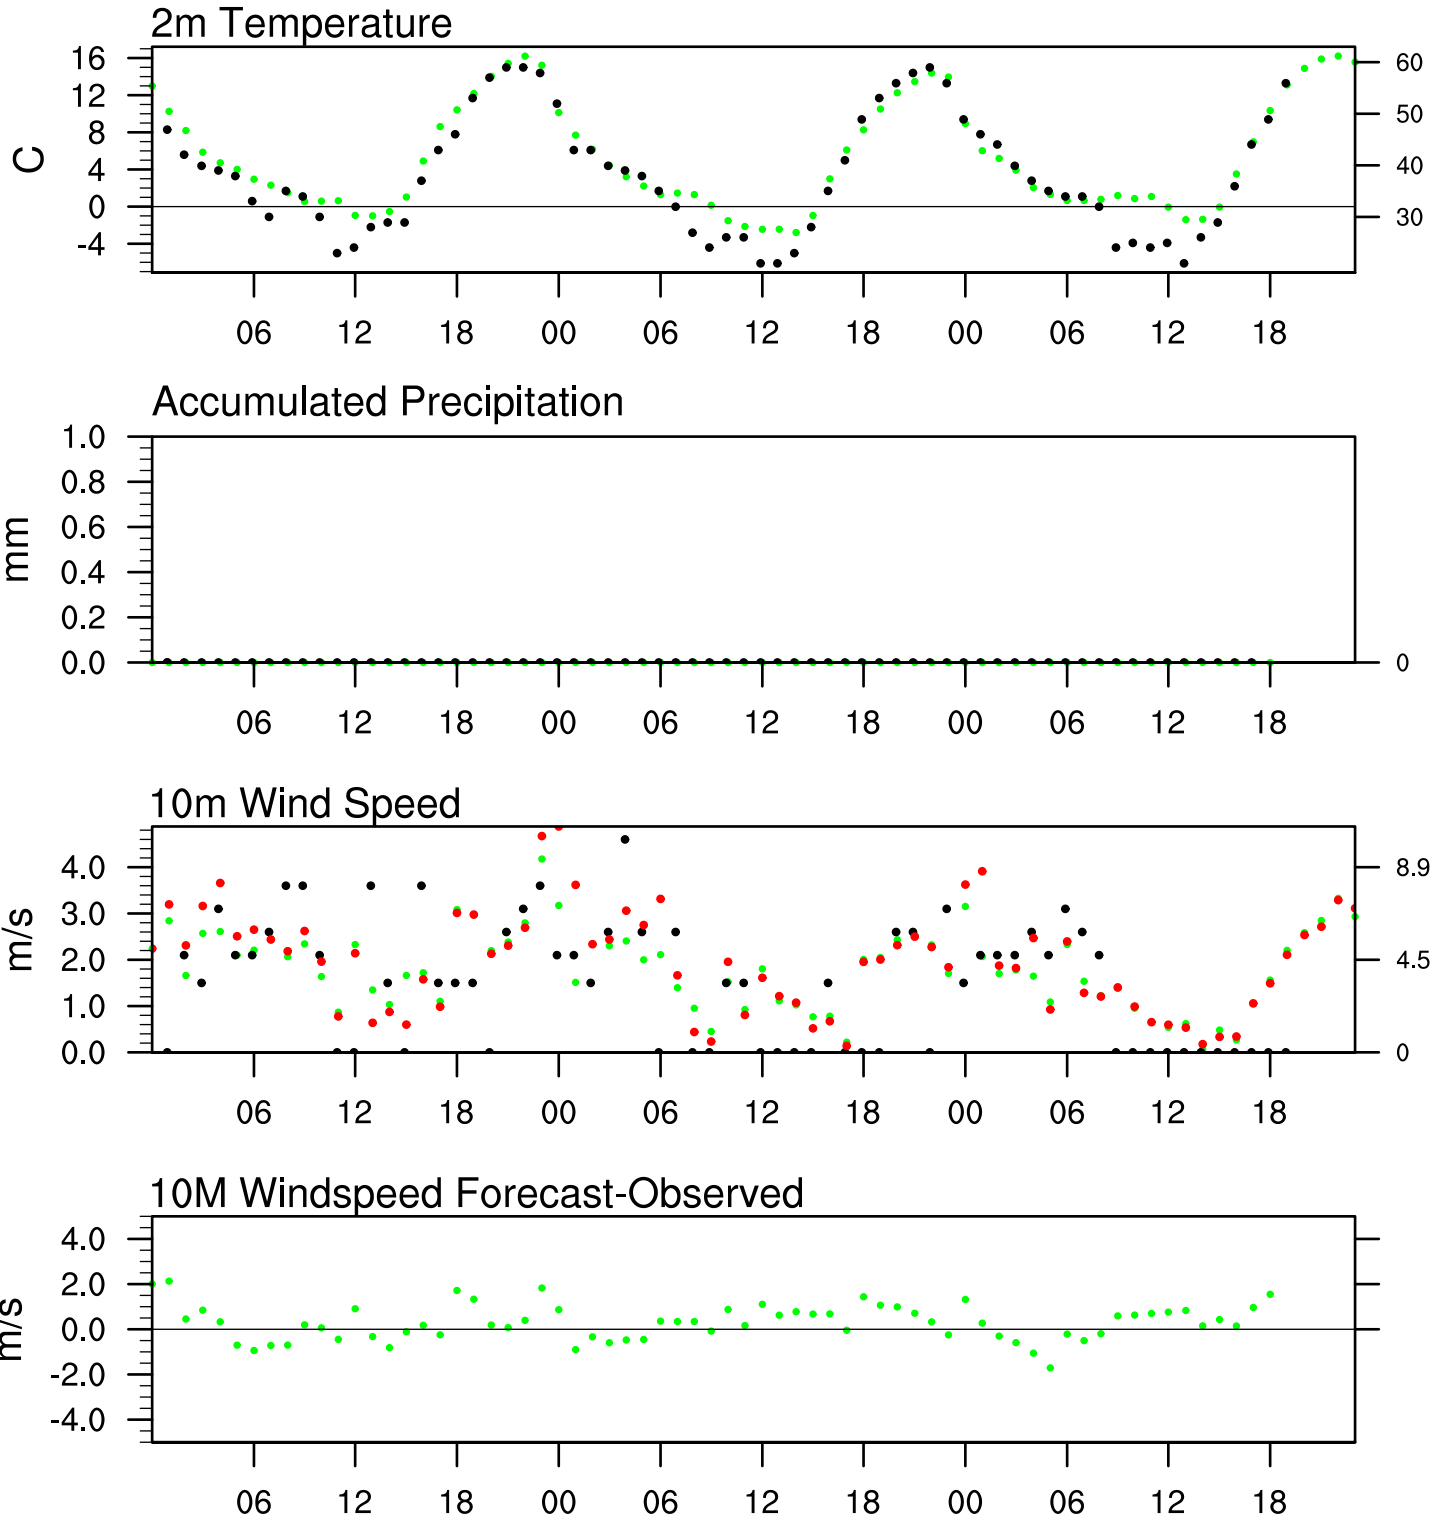 2m Temperature
16
12
8
4
0
-4
C
60
50
40
30
06 12 18 00 06 12 18 00 06 12 18
Accumulated Precipitation
1.0
0.8
0.6
0.4
0.2
0.0
mm
0
06 12 18 00 06 12 18 00 06 12 18
10m Wind Speed
4.0
3.0
2.0
1.0
0.0
m/s
8.9
4.5
0
06 12 18 00 06 12 18 00 06 12 18
10M Windspeed Forecast-Observed
4.0
2.0
0.0
-2.0
-4.0
m/s
06 12 18 00 06 12 18 00 06 12 18